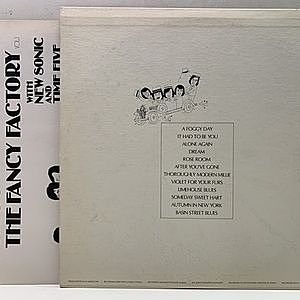 THE FANCY FACTORY
VOL.1
WITH
NEW SONIC
AND
TIME FIVE
A FOGGY DAY
IT HAD TO BE YOU
ALONE AGAIN
DREAM
ROSE ROOM
AFTER YOU'VE GONE
THOROUGHLY MODERN MILLIE
VIOLET FOR YOUR FURS
LIMEHOUSE BLUES
SOMEDAY SWEET HART
AUTUMN IN NEW YORK
BASIN STREET BLUES